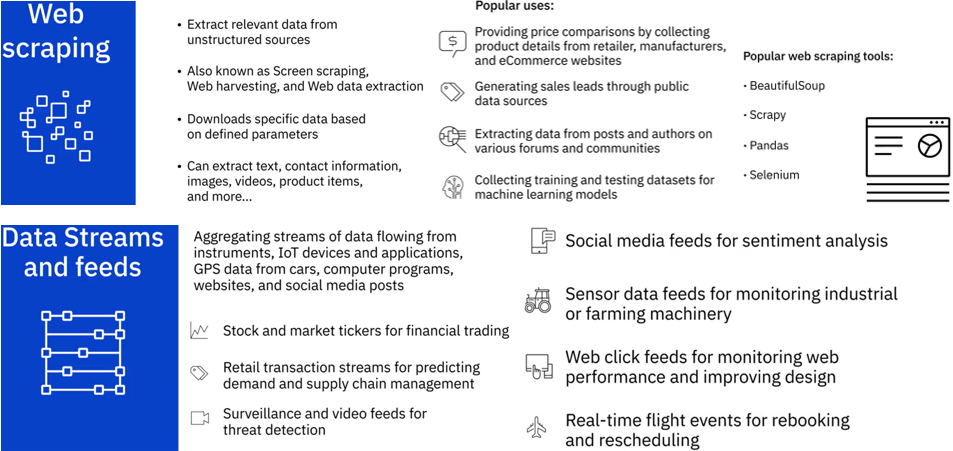 Web
scraping
• Extract relevant data from
unstructured sources
• Also known as Screen scraping,
Web harvesting, and Web data extraction
• Downloads specific data based
on defined parameters
• Can extract text, contact information,
images, videos, product items,
and more...
Popular uses:
Providing price comparisons by collecting
product details from retailer, manufacturers,
and eCommerce websites
Generating sales leads through public
data sources
Extracting data from posts and authors on
various forums and communities
Collecting training and testing datasets for
machine learning models
Popular web scraping tools:
• BeautifulSoup
• Scrapy
• Pandas
• Selenium
Data Streams
and feeds
Aggregating streams of data flowing from
instruments, IoT devices and applications,
GPS data from cars, computer programs,
websites, and social media posts
Stock and market tickers for financial trading
Retail transaction streams for predicting
demand and supply chain management
Surveillance and video feeds for
threat detection
Social media feeds for sentiment analysis
Sensor data feeds for monitoring industrial
or farming machinery
Web click feeds for monitoring web
performance and improving design
Real-time flight events for rebooking
and rescheduling